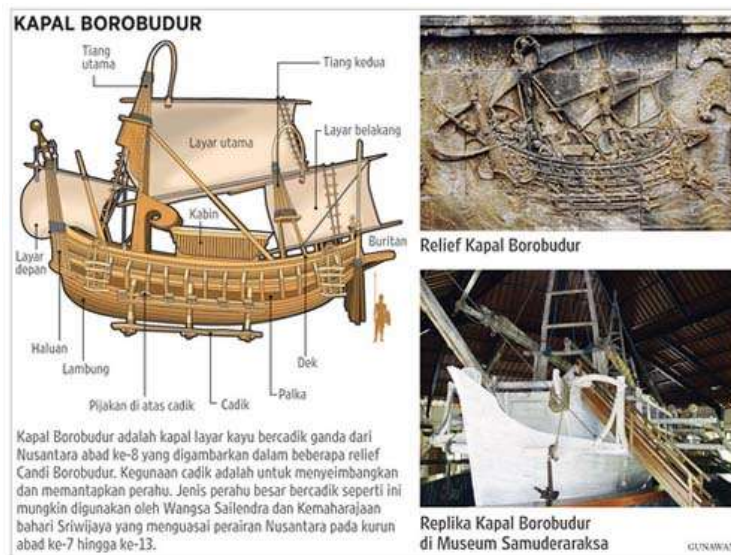 KAPAL BOROBUDUR
Tiang
utama
Tiang kedua
Layar utama
Layar belakang
Kabin
Buritan
Layar
depan
Haluan
Lambung
Dek
Pijakan di atas cadik
Cadik
Palka
Kapal Borobudur adalah kapal layar kayu bercadik ganda dari
Nusantara abad ke-8 yang digambarkan dalam beberapa relief
Candi Borobudur. Kegunaan cadik adalah untuk menyeimbangkan
dan memantapkan perahu. Jenis perahu besar bercadik seperti ini
mungkin digunakan oleh Wangsa Sailendra dan Kemaharajaan
bahari Sriwijaya yang menguasai perairan Nusantara pada kurun
abad ke-7 hingga ke-13.
Relief Kapal Borobudur
Replika Kapal Borobudur
di Museum Samuderaraksa
GUNAWAN